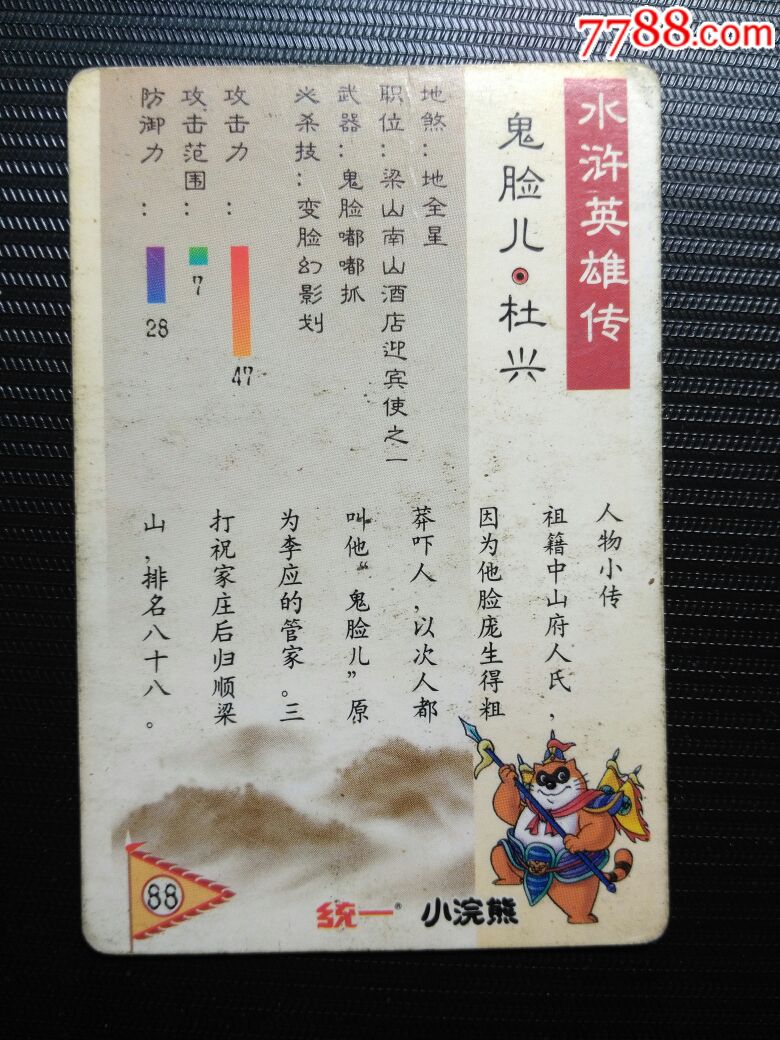 7788.com
水浒英雄传
鬼脸儿·杜兴
地煞：地全星
职位：梁山南山酒店迎宾使之一
武器：鬼脸嘟嘟抓
必杀技：变脸幻影划
攻击力：
47
攻击范围：
7
防御力：
28
人物小传
祖籍中山府人氏，
因为他脸庞生得粗
莽吓人，以次人都
叫他“鬼脸儿”原
为李应的管家。三
打祝家庄后归顺梁
山，排名八十八。
88
统一®
小浣熊